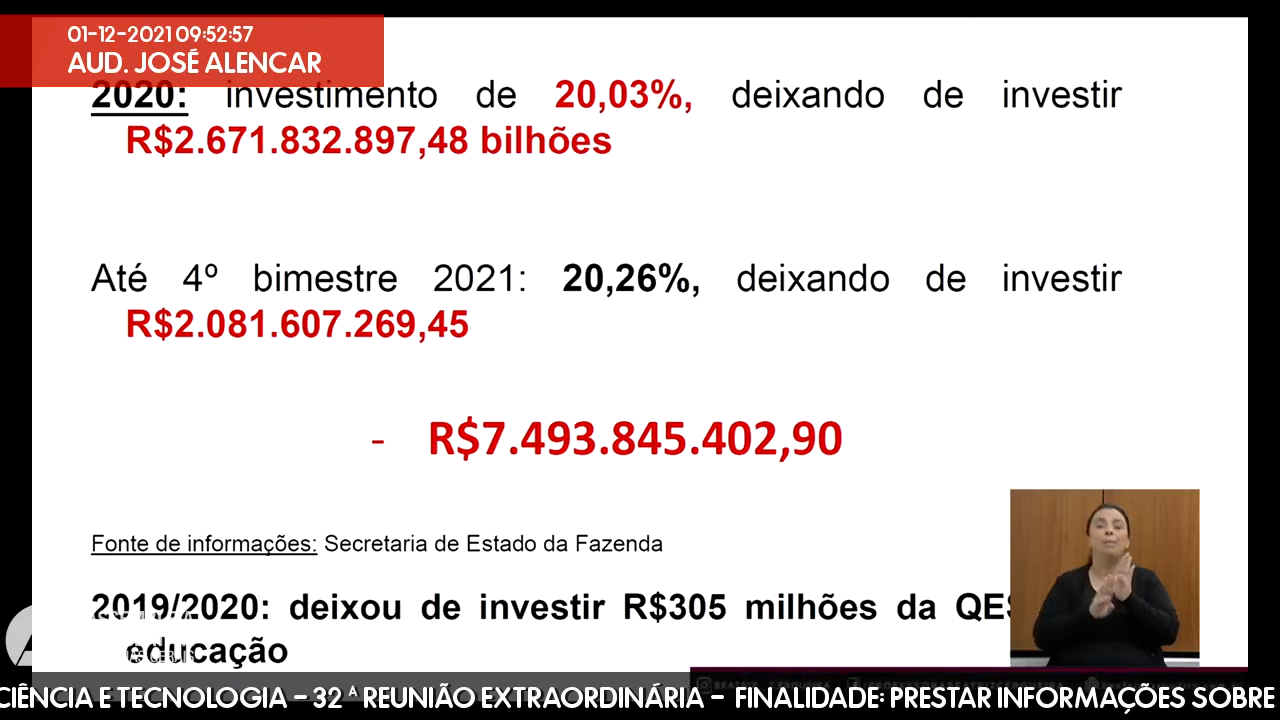 01-12-2021 09:52:57
AUD. JOSÉ ALENCAR
2020: investimento de 20,03%, deixando de investir
R$2.671.832.897,48 bilhões
Até 4º bimestre 2021: 20,26%, deixando de investir
R$2.081.607.269,45
- R$7.493.845.402,90
Fonte de informações: Secretaria de Estado da Fazenda
2019/2020: deixou de investir R$305 milhões da
educação
CIÊNCIA E TECNOLOGIA - 32 ª REUNIÃO EXTRAORDINÁRIA - FINALIDADE: PRESTAR INFORMAÇÕES SOBRE